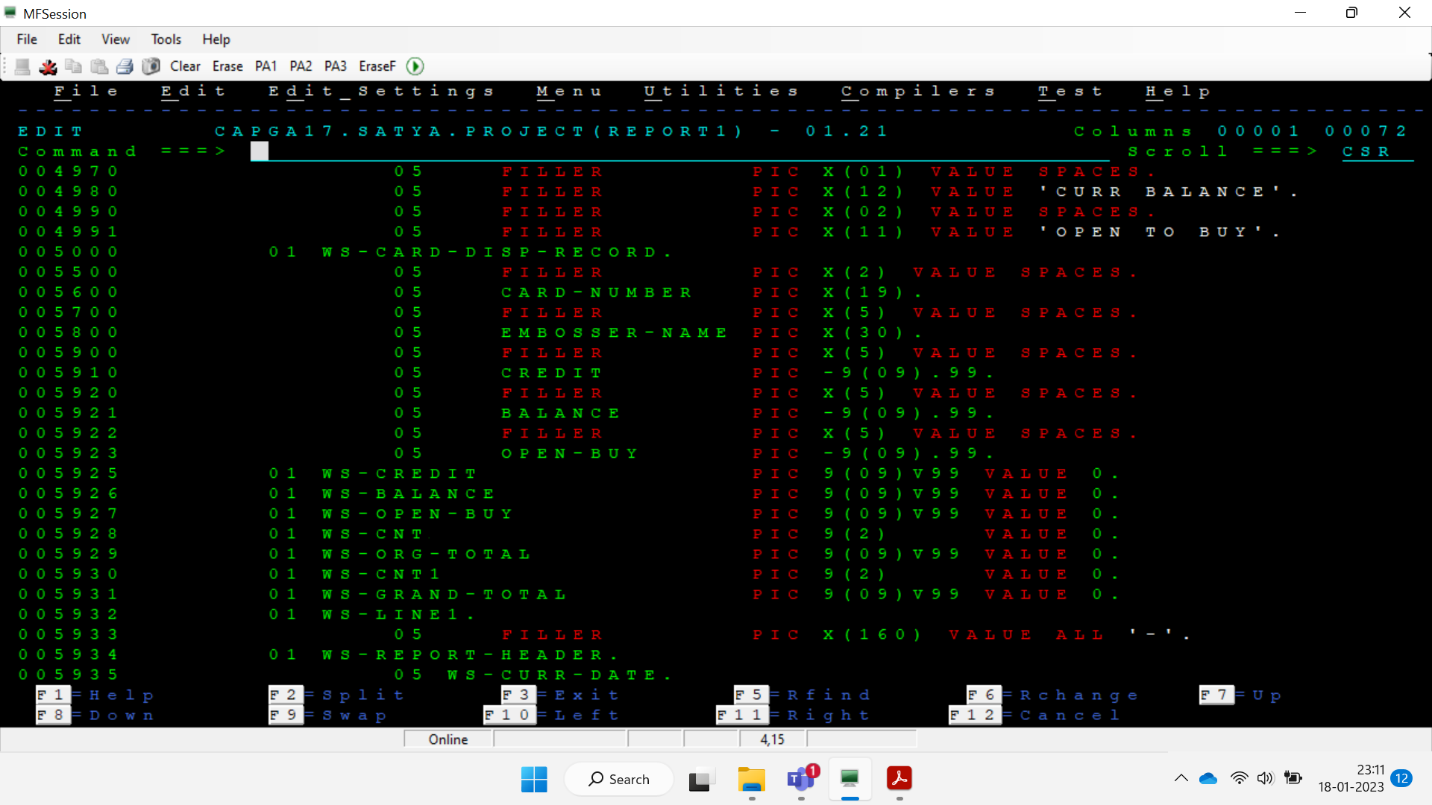 MFSession
File Edit View Tools Help
Clear Erase PA1 PA2 PA3 EraseF
File Edit Edit_Settings Menu Utilities Compilers Test Help
EDIT CAPGA17.SATYA.PROJECT(REPORT1) - 01.21 Columns 00001 00072
Command ===> Scroll ===> CSR
004970 05 FILLER PIC X(01) VALUE SPACES.
004980 05 FILLER PIC X(12) VALUE 'CURR BALANCE'.
004990 05 FILLER PIC X(02) VALUE SPACES.
004991 05 FILLER PIC X(11) VALUE 'OPEN TO BUY'.
005000 01 WS-CARD-DISP-RECORD.
005500 05 FILLER PIC X(2) VALUE SPACES.
005600 05 CARD-NUMBER PIC X(19).
005700 05 FILLER PIC X(5) VALUE SPACES.
005800 05 EMBOSSER-NAME PIC X(30).
005900 05 FILLER PIC X(5) VALUE SPACES.
005910 05 CREDIT PIC -9(09).99.
005920 05 FILLER PIC X(5) VALUE SPACES.
005921 05 BALANCE PIC -9(09).99.
005922 05 FILLER PIC X(5) VALUE SPACES.
005923 05 OPEN-BUY PIC -9(09).99.
005925 01 WS-CREDIT PIC 9(09)V99 VALUE 0.
005926 01 WS-BALANCE PIC 9(09)V99 VALUE 0.
005927 01 WS-OPEN-BUY PIC 9(09)V99 VALUE 0.
005928 01 WS-CNT PIC 9(2) VALUE 0.
005929 01 WS-ORG-TOTAL PIC 9(09)V99 VALUE 0.
005930 01 WS-CNT1 PIC 9(2) VALUE 0.
005931 01 WS-GRAND-TOTAL PIC 9(09)V99 VALUE 0.
005932 01 WS-LINE1.
005933 05 FILLER PIC X(160) VALUE ALL '-'.
005934 01 WS-REPORT-HEADER.
005935 05 WS-CURR-DATE.
F1=Help F2=Split F3=Exit F5=Rfind F6=Rchange F7=Up
F8=Down F9=Swap F10=Left F11=Right F12=Cancel
Online 4,15
Search 1 23:11
18-01-2023 12